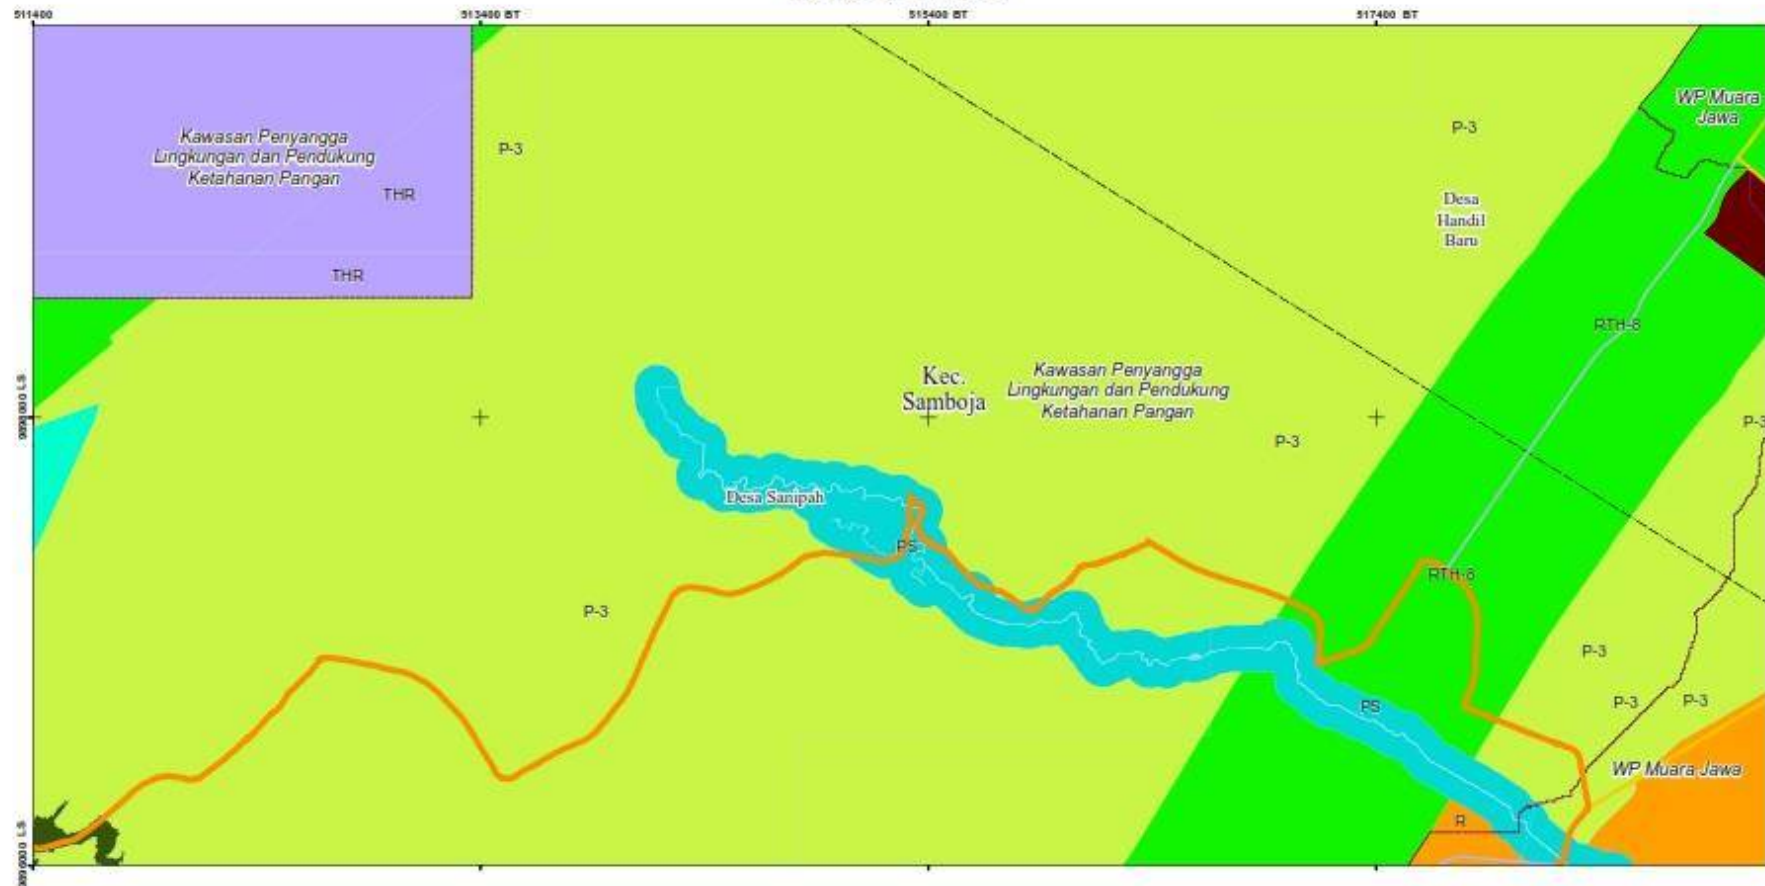 511400
513400 BT
515400 BT
517400 BT
WP Muara
Jawa
P-3
Kawasan Penyangga
Lingkungan dan Pendukung
Ketahanan Pangan
P-3
THR
Desa
Handil
Baru
THR
RTH-8
Kec.
Samboja
Kawasan Penyangga
Lingkungan dan Pendukung
Ketahanan Pangan
P-3
P-3
Desa Sanipah
PS
RTH-8
P-3
P-3
P-3
P-3
PS
WP Muara Jawa
R